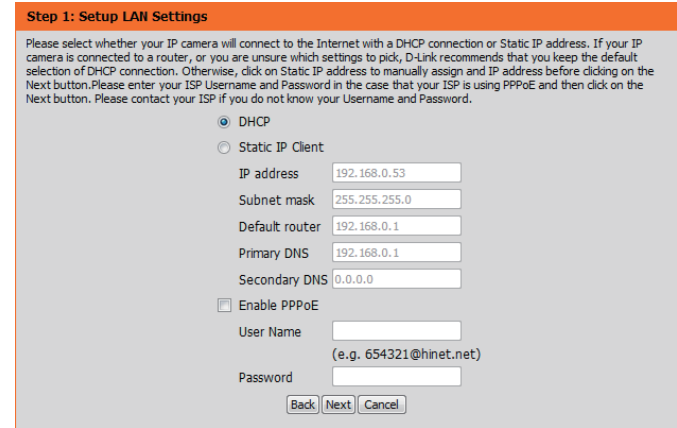 Step 1: Setup LAN Settings
Please select whether your IP camera will connect to the Internet with a DHCP connection or Static IP address. If your IP
camera is connected to a router, or you are unsure which settings to pick, D-Link recommends that you keep the default
selection of DHCP connection. Otherwise, click on Static IP address to manually assign and IP address before clicking on the
Next button.Please enter your ISP Username and Password in the case that your ISP is using PPPoE and then click on the
Next button. Please contact your ISP if you do not know your Username and Password.
DHCP
Static IP Client
IP address 192.168.0.53
Subnet mask 255.255.255.0
Default router 192.168.0.1
Primary DNS 192.168.0.1
Secondary DNS 0.0.0.0
Enable PPPoE
User Name
(e.g. 654321@hinet.net)
Password
Back Next Cancel